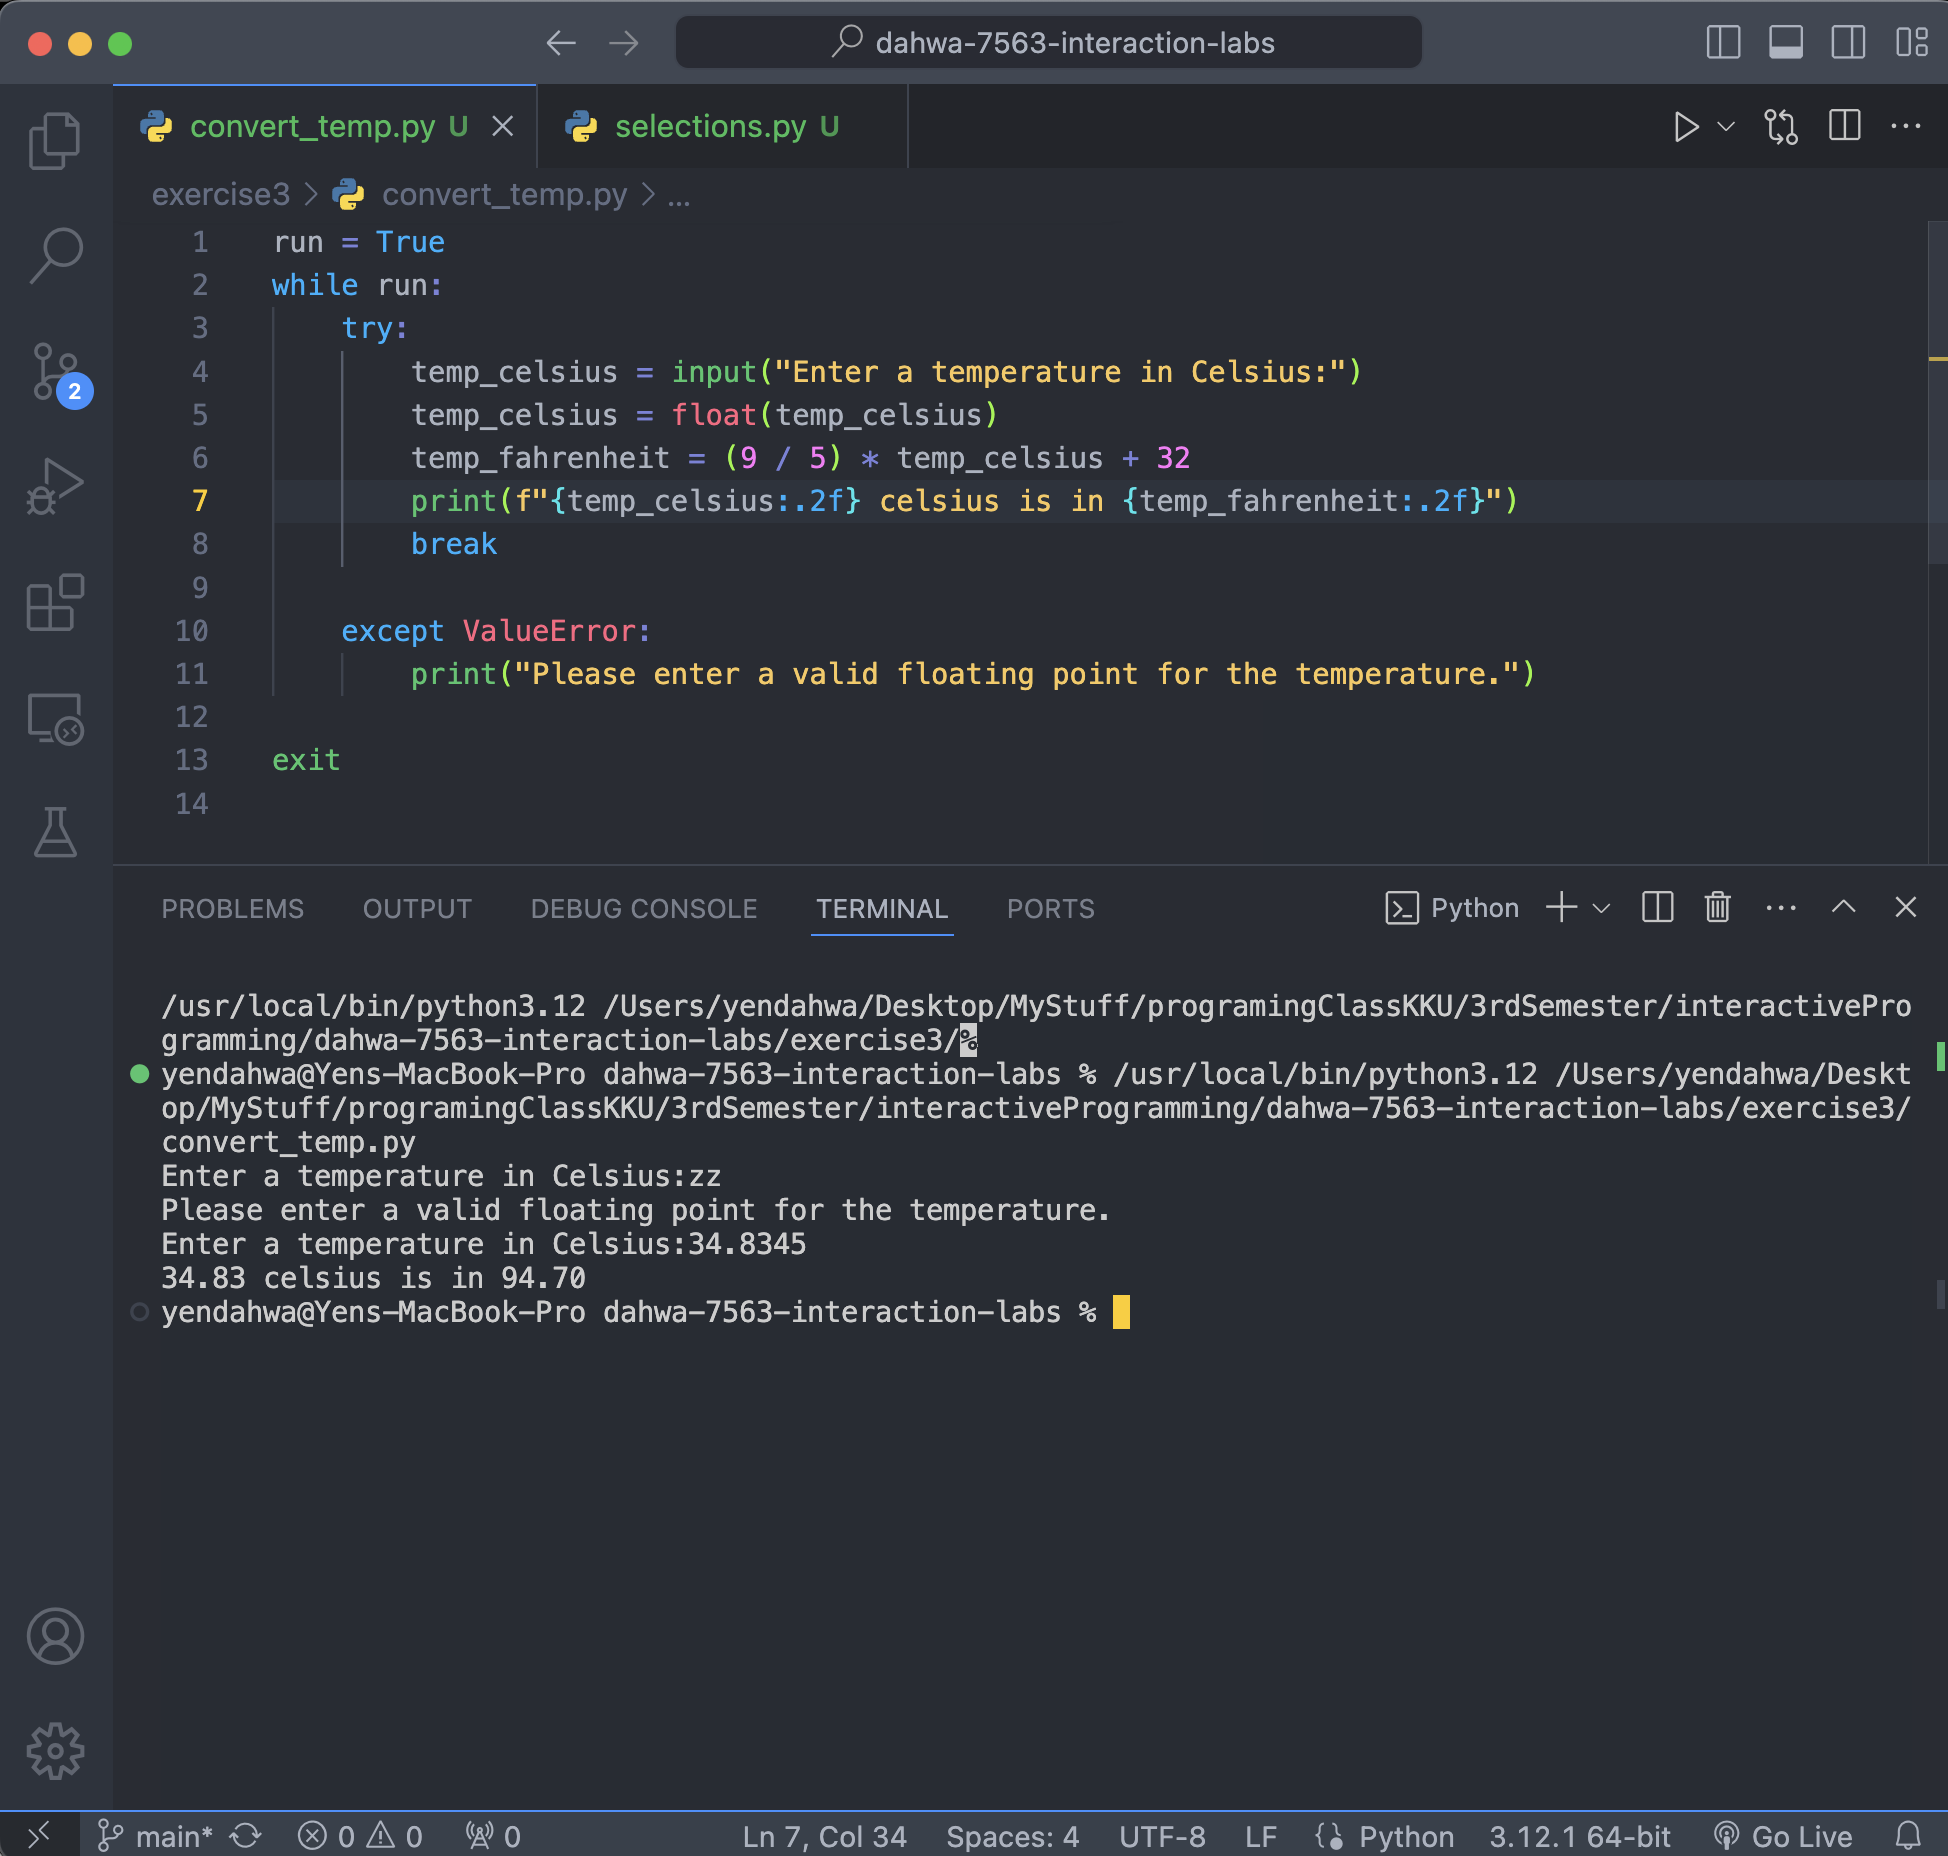 dahwa-7563-interaction-labs
convert_temp.py U
selections.py U
exercise3 > convert_temp.py > ...
1 run = True
2 while run:
3     try:
4         temp_celsius = input("Enter a temperature in Celsius:")
5         temp_celsius = float(temp_celsius)
6         temp_fahrenheit = (9 / 5) * temp_celsius + 32
7         print(f"{temp_celsius:.2f} celsius is in {temp_fahrenheit:.2f}")
8         break
9
10     except ValueError:
11         print("Please enter a valid floating point for the temperature.")
12
13 exit
14
2
PROBLEMS OUTPUT DEBUG CONSOLE TERMINAL PORTS Python
/usr/local/bin/python3.12 /Users/yendahwa/Desktop/MyStuff/programingClassKKU/3rdSemester/interactivePro
gramming/dahwa-7563-interaction-labs/exercise3/%
yendahwa@Yens-MacBook-Pro dahwa-7563-interaction-labs % /usr/local/bin/python3.12 /Users/yendahwa/Deskt
op/MyStuff/programingClassKKU/3rdSemester/interactiveProgramming/dahwa-7563-interaction-labs/exercise3/
convert_temp.py
Enter a temperature in Celsius:zz
Please enter a valid floating point for the temperature.
Enter a temperature in Celsius:34.8345
34.83 celsius is in 94.70
yendahwa@Yens-MacBook-Pro dahwa-7563-interaction-labs %
main* 0 0 0 Ln 7, Col 34 Spaces: 4 UTF-8 LF Python 3.12.1 64-bit Go Live